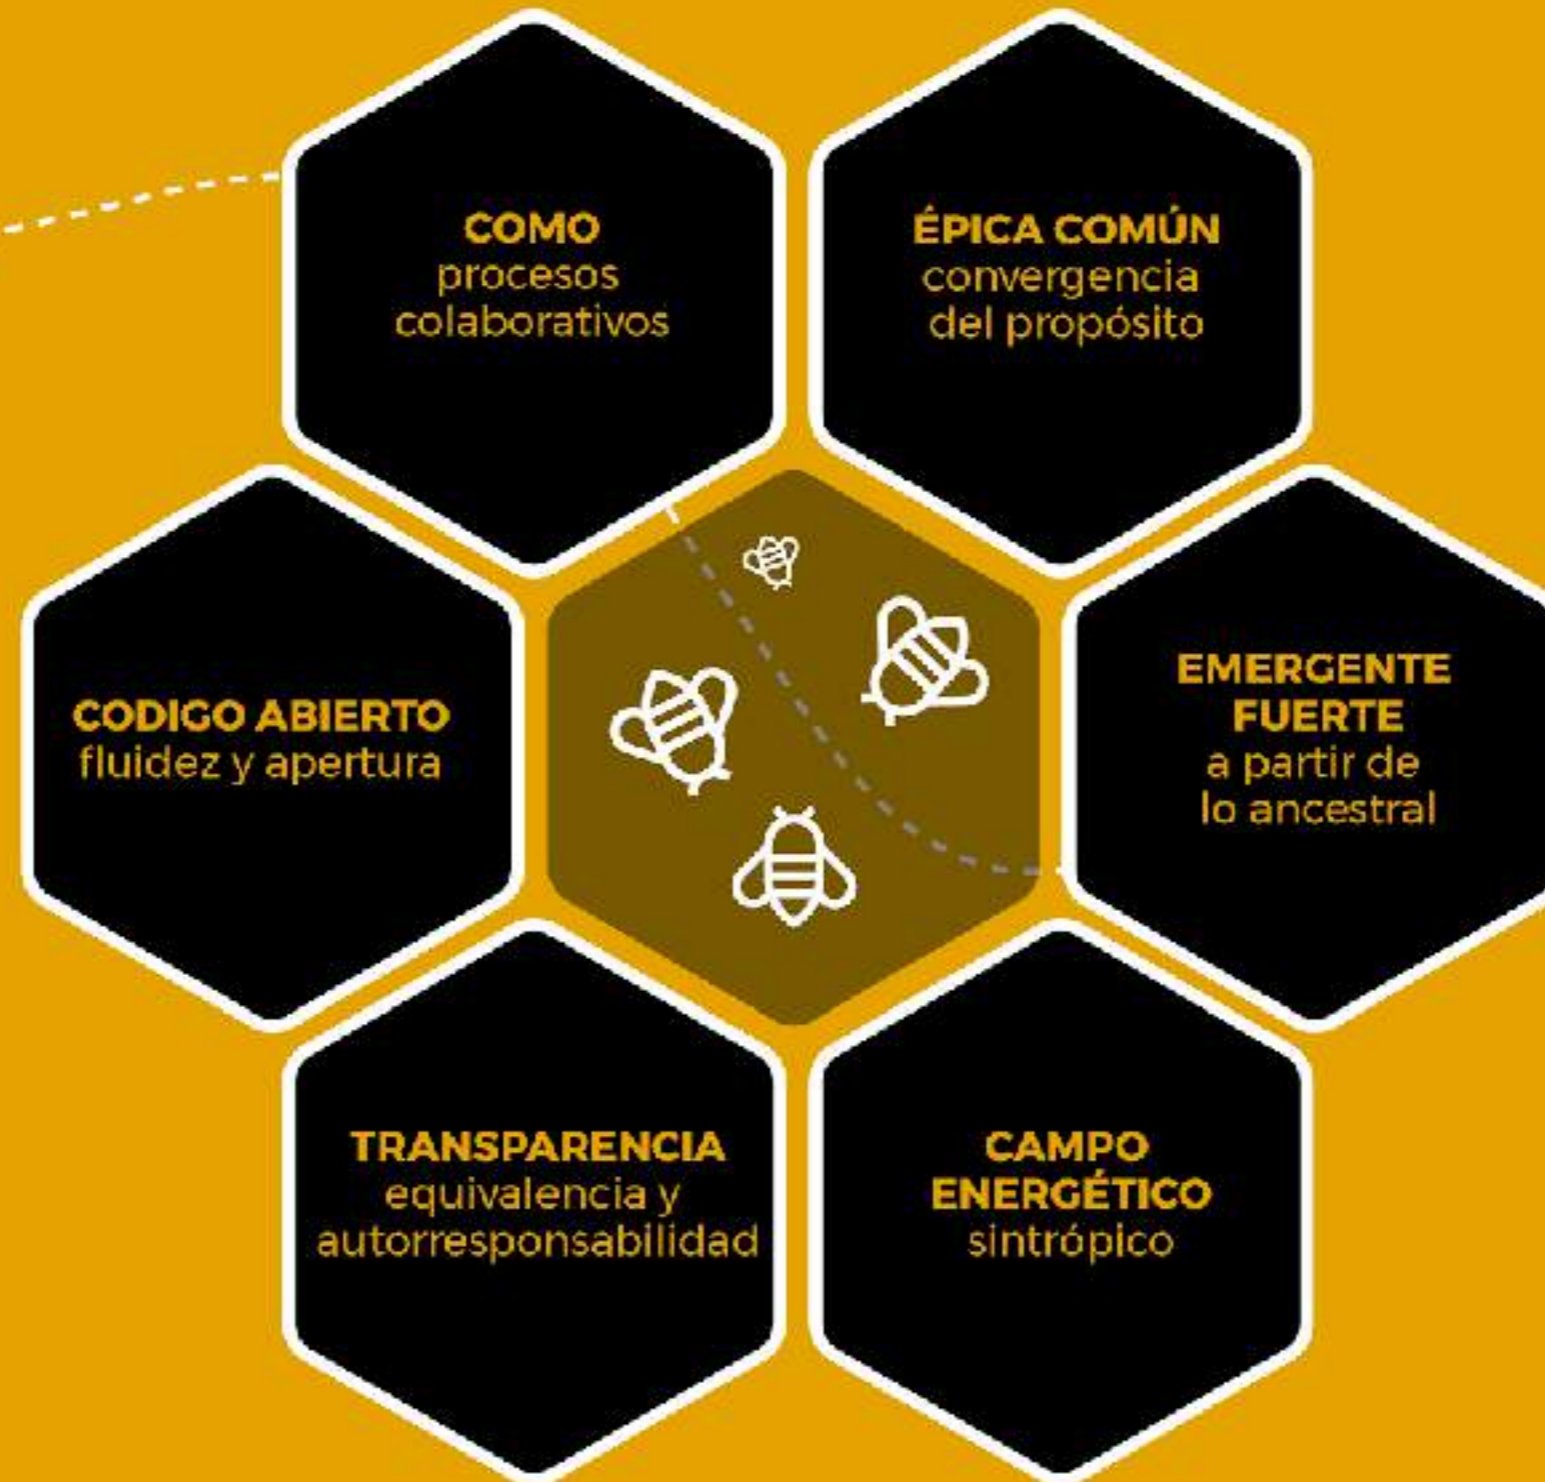 COMO
procesos
colaborativos
ÉPICA COMÚN
convergencia
del propósito
CODIGO ABIERTO
fluidez y apertura
EMERGENTE
FUERTE
a partir de
lo ancestral
TRANSPARENCIA
equivalencia y
autorresponsabilidad
CAMPO
ENERGÉTICO
sintrópico